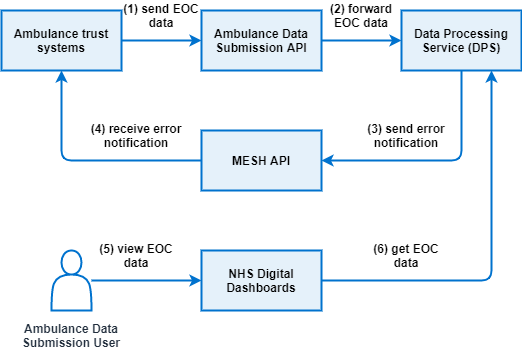 (1) send EOC
data
(2) forward
EOC data
Ambulance trust
systems
Ambulance Data
Submission API
Data Processing
Service (DPS)
(4) receive error
notification
(3) send error
notification
MESH API
(5) view EOC
data
(6) get EOC
data
NHS Digital
Dashboards
Ambulance Data
Submission User